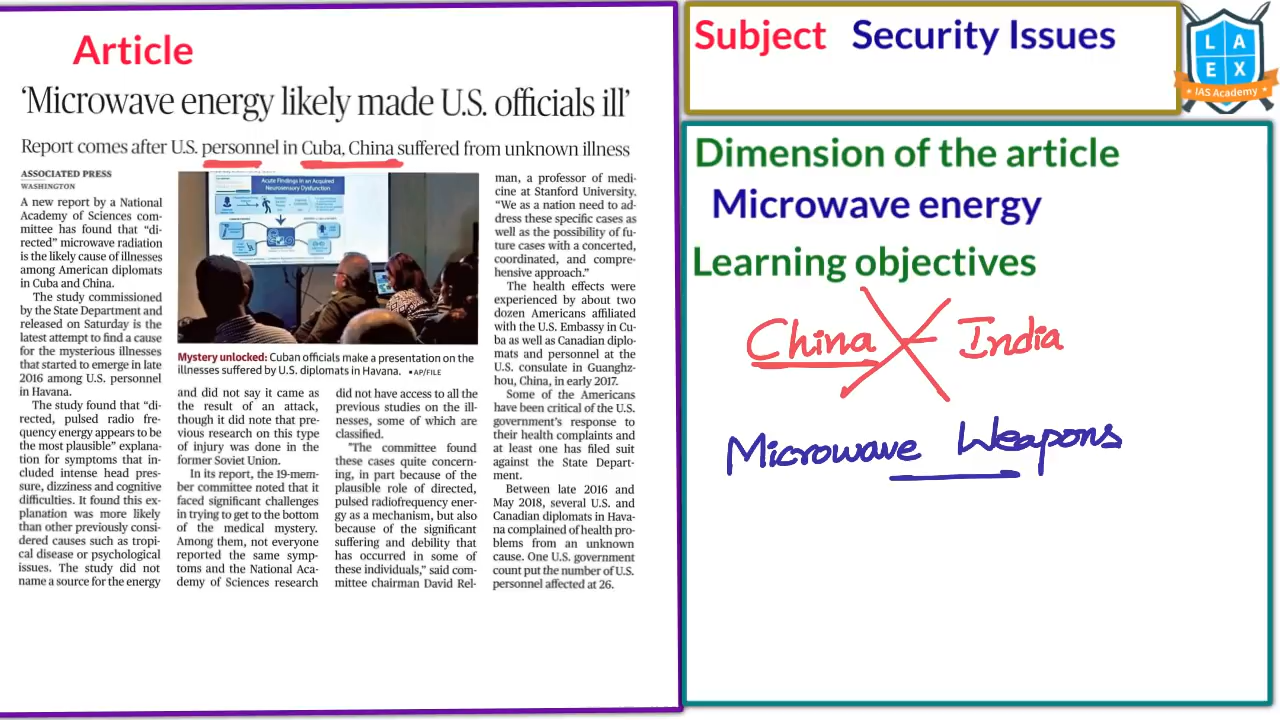 Article
'Microwave energy likely made U.S. officials ill'
Report comes after U.S. personnel in Cuba, China suffered from unknown illness
ASSOCIATED PRESS
WASHINGTON
A new report by a National
Academy of Sciences com-
mittee has found that “di-
rected” microwave radiation
is the likely cause of illnesses
among American diplomats
in Cuba and China.
The study commissioned
by the State Department and
released on Saturday is the
latest attempt to find a cause
for the mysterious illnesses
that started to emerge in late
2016 among U.S. personnel
in Havana.
The study found that “di-
rected, pulsed radio fre-
quency energy appears to be
the most plausible” explana-
tion for symptoms that in-
cluded intense head pres-
sure, dizziness and cognitive
difficulties. It found this ex-
planation was more likely
than other previously consi-
dered causes such as tropi-
cal disease or psychological
issues. The study did not
name a source for the energy
Acute Findings in an Acquired
Neurosensory Dysfunction
Mystery unlocked: Cuban officials make a presentation on the
illnesses suffered by U.S. diplomats in Havana. ▪AP/FILE
and did not say it came as
the result of an attack,
though it did note that pre-
vious research on this type
of injury was done in the
former Soviet Union.
In its report, the 19-mem-
ber committee noted that it
faced significant challenges
in trying to get to the bottom
of the medical mystery.
Among them, not everyone
reported the same symp-
toms and the National Aca-
demy of Sciences research
did not have access to all the
previous studies on the ill-
nesses, some of which are
classified.
“The committee found
these cases quite concern-
ing, in part because of the
plausible role of directed,
pulsed radiofrequency ener-
gy as a mechanism, but also
because of the significant
suffering and debility that
has occurred in some of
these individuals,” said com-
mittee chairman David Rel-
man, a professor of medi-
cine at Stanford University.
“We as a nation need to ad-
dress these specific cases as
well as the possibility of fu-
ture cases with a concerted,
coordinated, and compre-
hensive approach.”
The health effects were
experienced by about two
dozen Americans affiliated
with the U.S. Embassy in Cu-
ba as well as Canadian diplo-
mats and personnel at the
U.S. consulate in Guangzh-
hou, China, in early 2017.
Some of the Americans
have been critical of the U.S.
government's response to
their health complaints and
at least one has filed suit
against the State Depart-
ment.
Between late 2016 and
May 2018, several U.S. and
Canadian diplomats in Hava-
na complained of health pro-
blems from an unknown
cause. One U.S. government
count put the number of U.S.
personnel affected at 26.
Subject Security Issues
L A
E X
IAS Academy
Dimension of the article
Microwave energy
Learning objectives
China India
Microwave Weapons